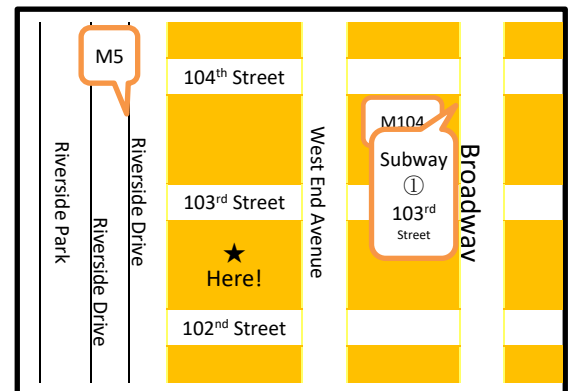 M5
104th Street
M104
Subway
①
103rd
Street
Riverside Park
Riverside Drive
Riverside Drive
103rd Street
West End Avenue
Broadway
★
Here!
102nd Street